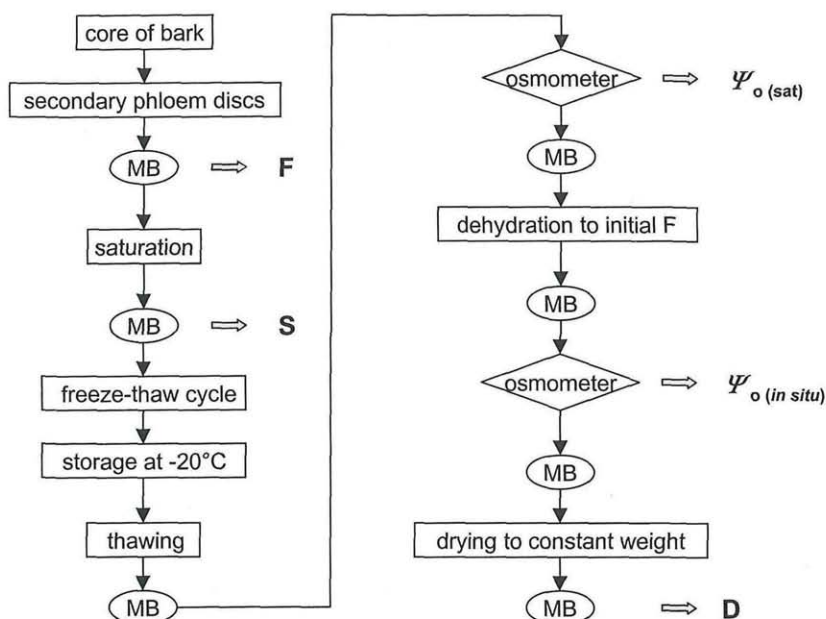 core of bark
secondary phloem discs
MB
F
saturation
MB
S
freeze-thaw cycle
storage at -20°C
thawing
MB
osmometer
Ψo (sat)
MB
dehydration to initial F
MB
osmometer
Ψo (in situ)
MB
drying to constant weight
MB
D